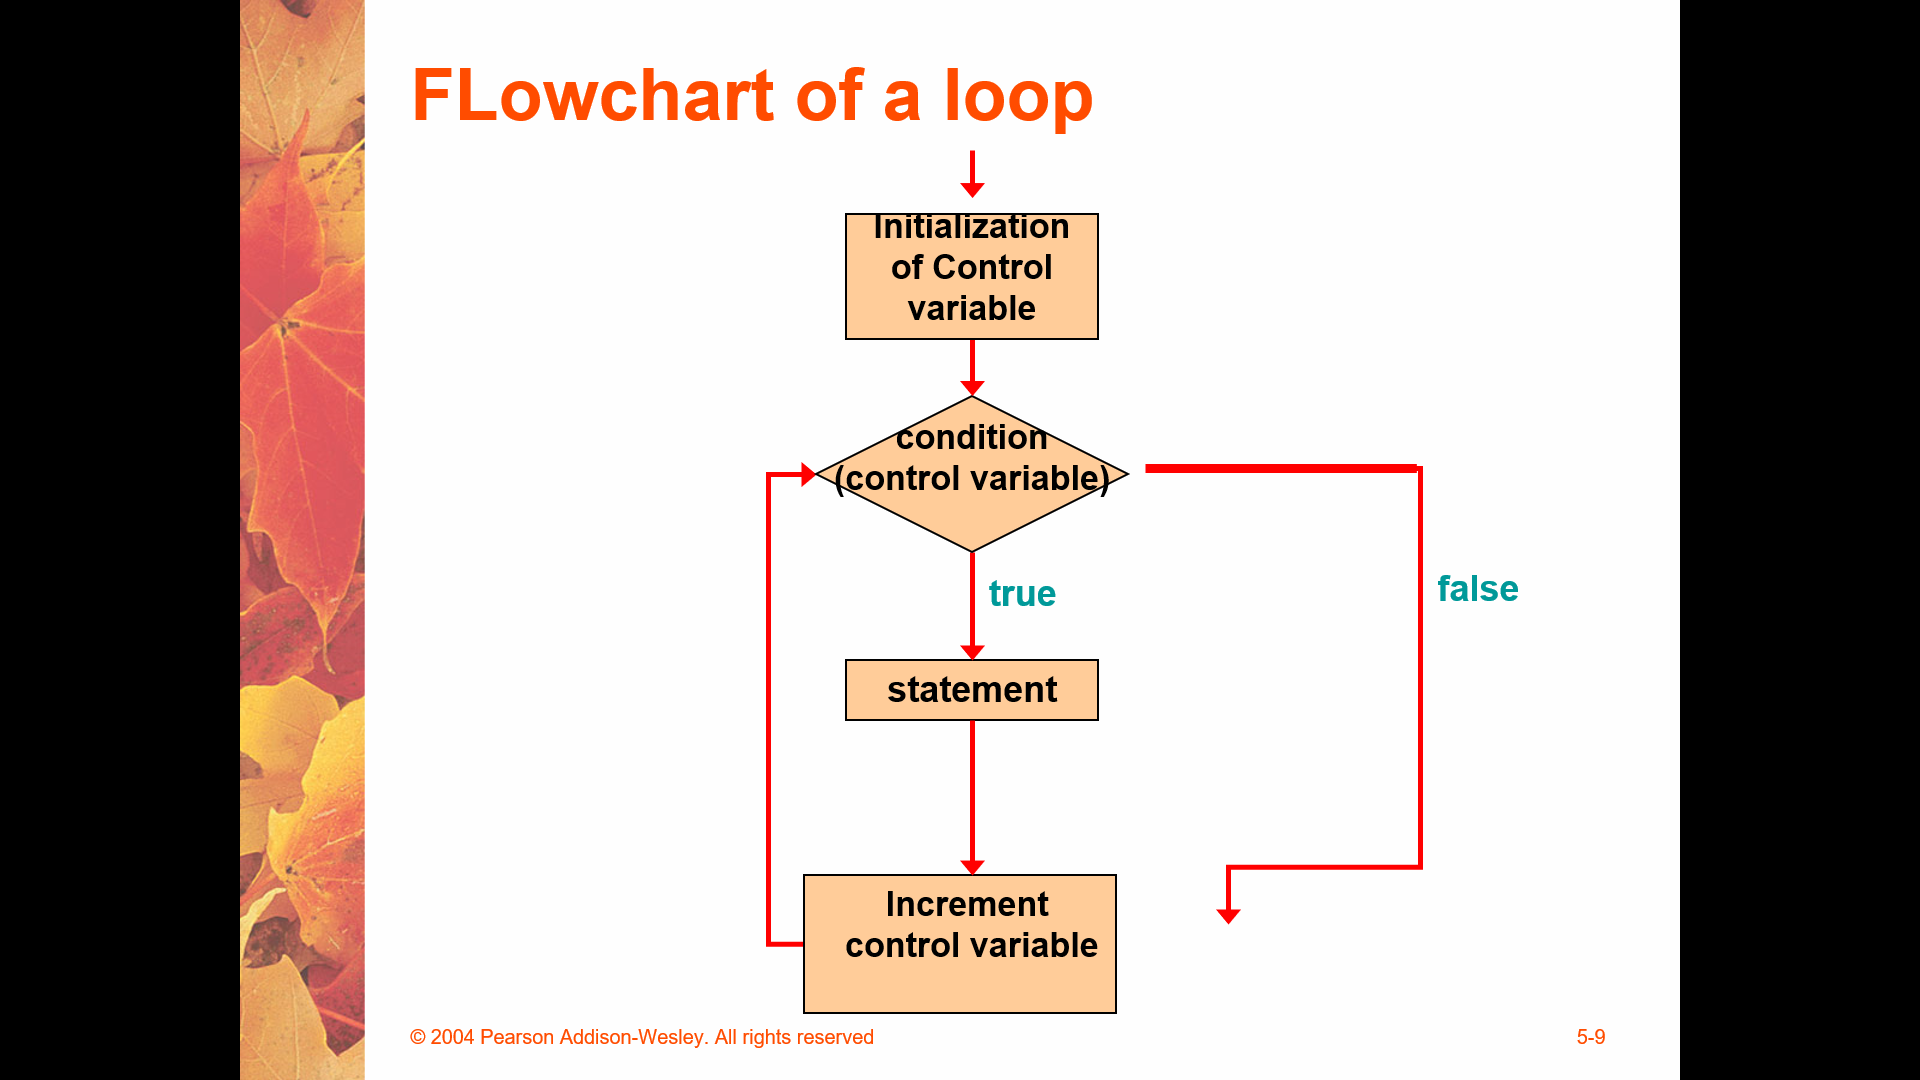 FLowchart of a loop
Initialization
of Control
variable
condition
(control variable)
true
false
statement
Increment
control variable
© 2004 Pearson Addison-Wesley. All rights reserved
5-9